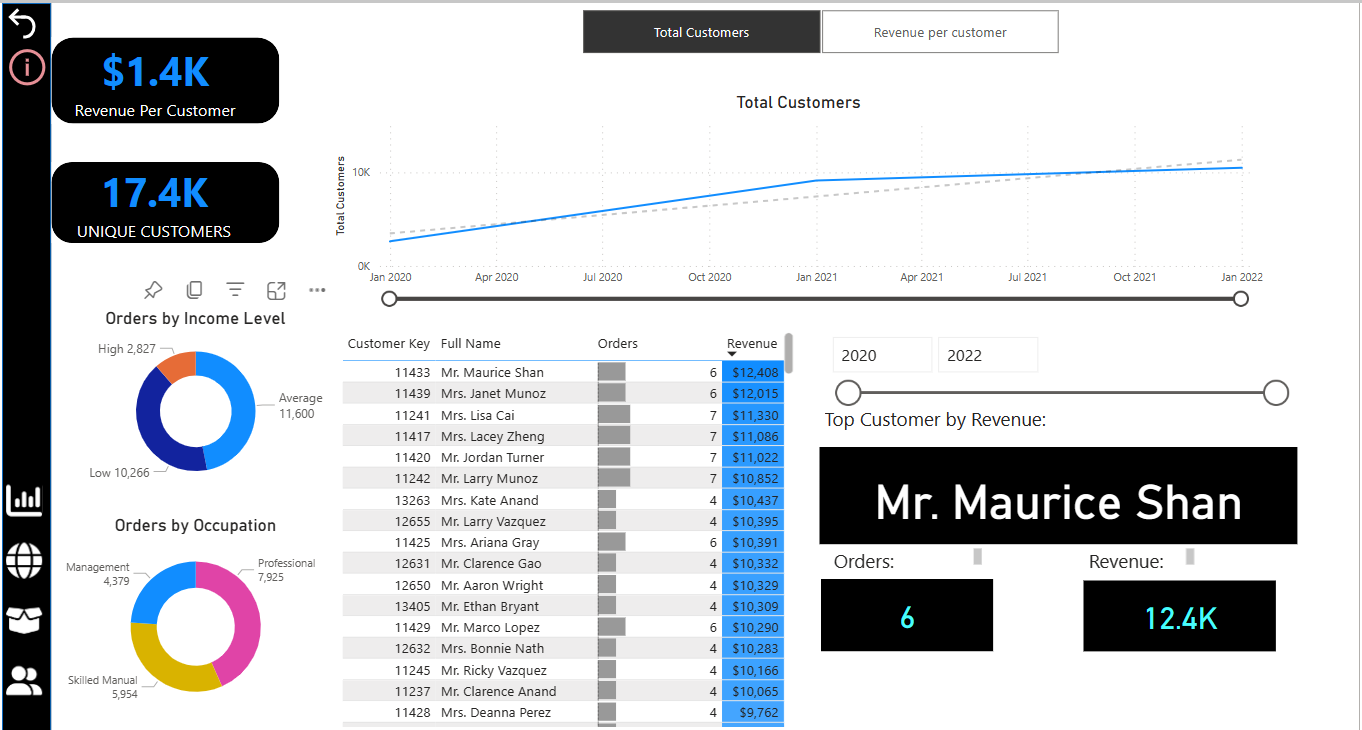 $1.4K
Revenue Per Customer
17.4K
UNIQUE CUSTOMERS
Total Customers
Revenue per customer
Total Customers
Total Customers
10K
0K
Jan 2020
Apr 2020
Jul 2020
Oct 2020
Jan 2021
Apr 2021
Jul 2021
Oct 2021
Jan 2022
Orders by Income Level
High 2,827
Average
11,600
Low 10,266
Orders by Occupation
Management
4,379
Professional
7,925
Skilled Manual
5,954
Customer Key Full Name Orders Revenue
11433 Mr. Maurice Shan 6 $12,408
11439 Mrs. Janet Munoz 6 $12,015
11241 Mrs. Lisa Cai 7 $11,330
11417 Mrs. Lacey Zheng 7 $11,086
11420 Mr. Jordan Turner 7 $11,022
11242 Mr. Larry Munoz 7 $10,852
13263 Mrs. Kate Anand 4 $10,437
12655 Mr. Larry Vazquez 4 $10,395
11425 Mrs. Ariana Gray 6 $10,391
12631 Mr. Clarence Gao 4 $10,332
12650 Mr. Aaron Wright 4 $10,329
13405 Mr. Ethan Bryant 4 $10,309
11429 Mr. Marco Lopez 6 $10,290
12632 Mrs. Bonnie Nath 4 $10,283
11245 Mr. Ricky Vazquez 4 $10,166
11237 Mr. Clarence Anand 4 $10,065
11428 Mrs. Deanna Perez 4 $9,762
2020
2022
Top Customer by Revenue:
Mr. Maurice Shan
Orders:
Revenue:
6
12.4K